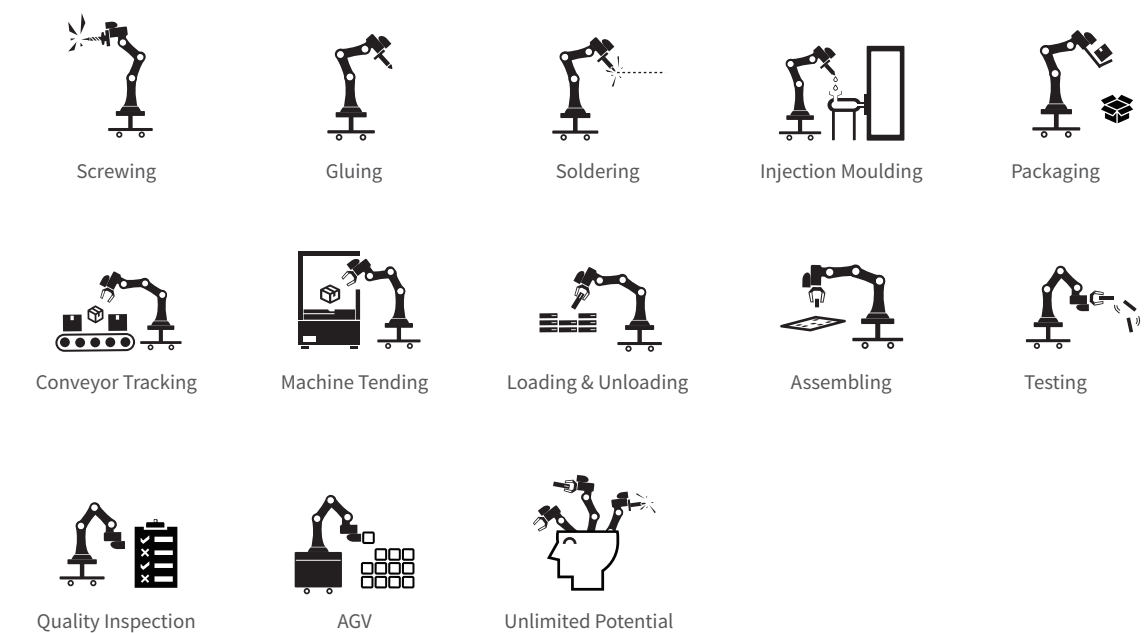 Screwing
Gluing
Soldering
Injection Moulding
Packaging
Conveyor Tracking
Machine Tending
Loading & Unloading
Assembling
Testing
Quality Inspection
AGV
Unlimited Potential